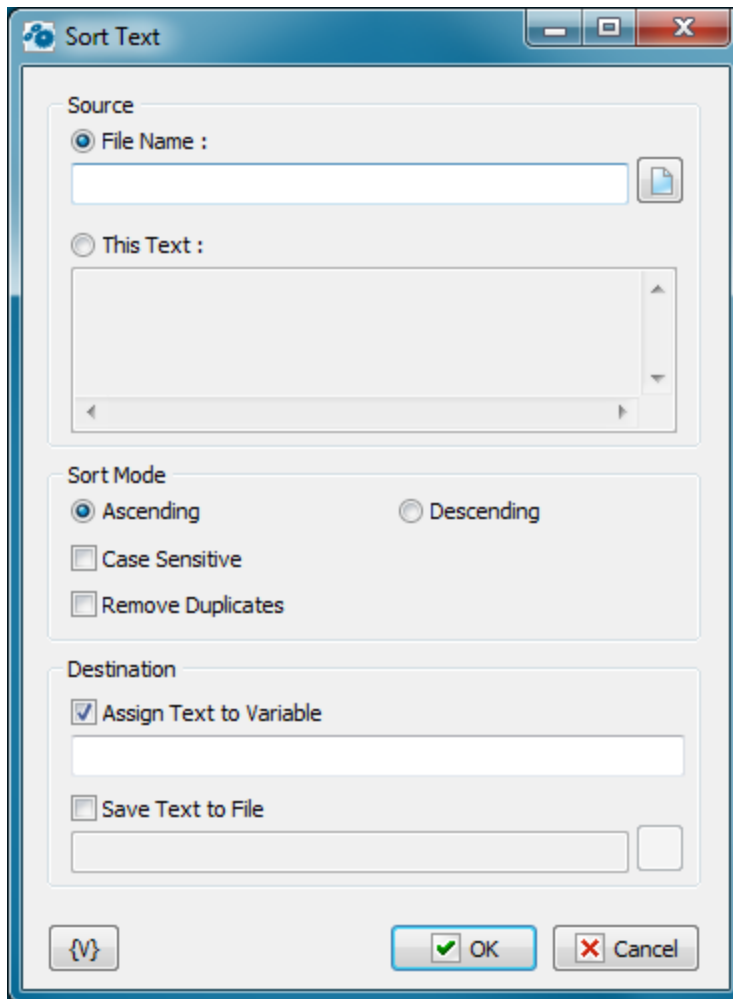 Sort Text
Source
File Name :
This Text :
Sort Mode
Ascending Descending
Case Sensitive
Remove Duplicates
Destination
Assign Text to Variable
Save Text to File
{V} OK Cancel